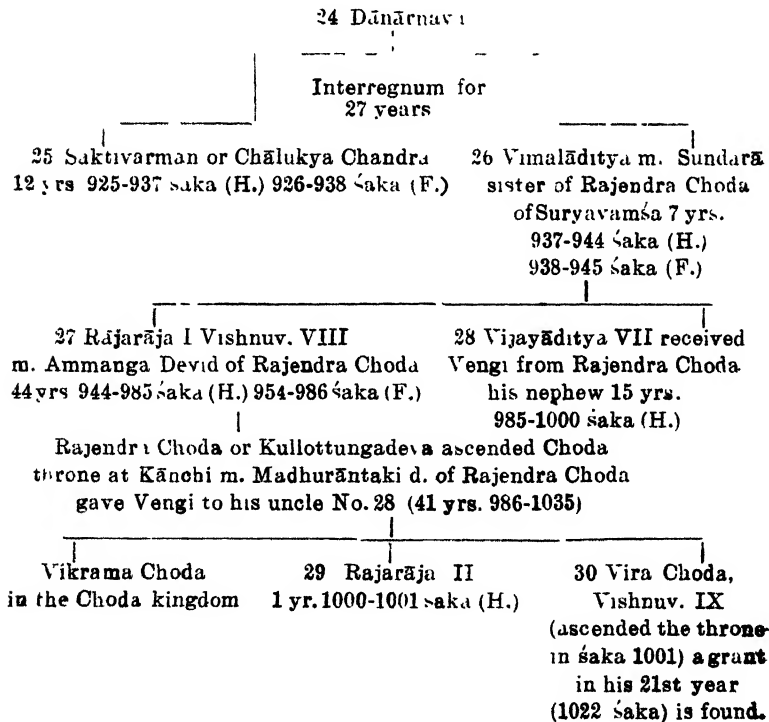 24 Dānārnava
Interregnum for
27 years
25 Saktivarman or Chālukya Chandra
12 yrs 925-937 saka (H.) 926-938 śaka (F.)
26 Vimalāditya m. Sundarā
sister of Rajendra Choda
of Suryavamśa 7 yrs.
937-944 śaka (H.)
938-945 śaka (F.)
27 Rájarāja I Vishnuv. VIII
m. Ammanga Devid of Rajendra Choda
44 yrs 944-985 śaka (H.) 954-986 śaka (F.)
28 Vijayāditya VII received
Vengi from Rajendra Choda
his nephew 15 yrs.
985-1000 śaka (H.)
Rajendra Choda or Kullottungadeva ascended Choda
throne at Kānchi m. Madhurāntaki d. of Rajendra Choda
gave Vengi to his uncle No. 28 (41 yrs. 986-1035)
Vikrama Choda
in the Choda kingdom
29 Rajarāja II
1 yr. 1000-1001 saka (H.)
30 Vira Choda,
Vishnuv. IX
(ascended the throne
in śaka 1001) a grant
in his 21st year
(1022 śaka) is found.